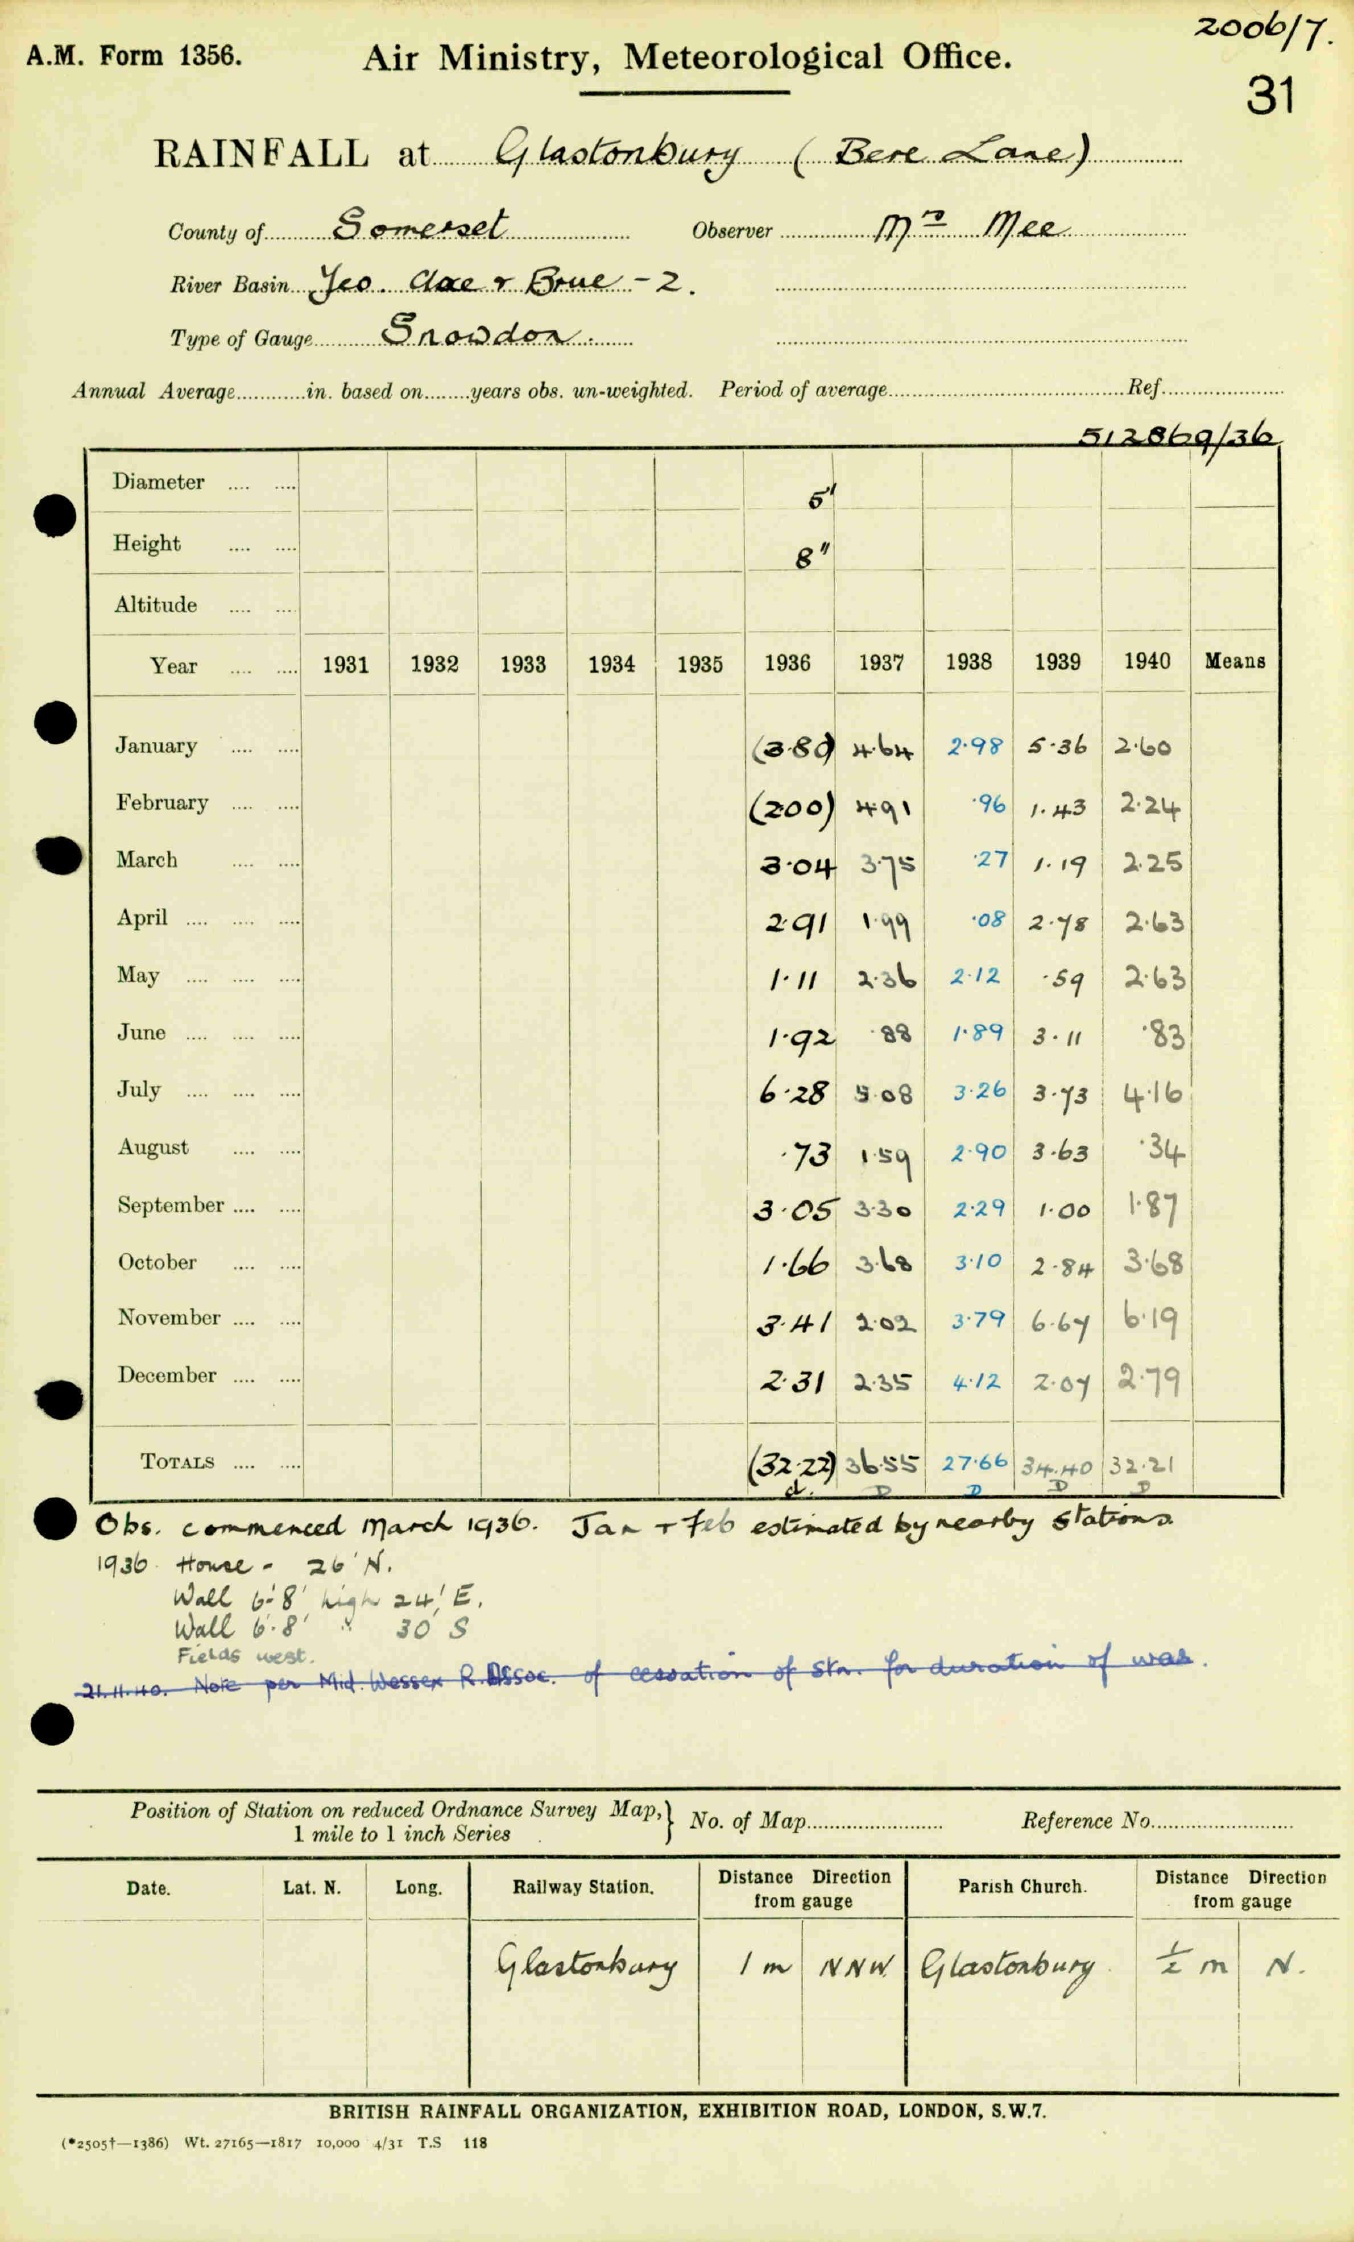 2006/7.
A.M. Form 1356. Air Ministry, Meteorological Office.
31
RAINFALL at Glastonbury (Bere Lane)
County of Somerset Observer Mrs Mee
River Basin Yeo. Axe & Brue - 2.
Type of Gauge Snowdon.
Annual Average in. based on years obs. un-weighted. Period of average Ref.
512869/36
Diameter 5"
Height 8"
Altitude
Year 1931 1932 1933 1934 1935 1936 1937 1938 1939 1940 Means
January (3.80) 4.64 2.98 5.36 2.60
February (2.00) 4.91 .96 1.43 2.24
March 3.04 3.75 .27 1.19 2.25
April 2.91 1.99 .08 2.78 2.63
May 1.11 2.36 2.12 .59 2.63
June 1.92 .88 1.89 3.11 .83
July 6.28 5.08 3.26 3.73 4.16
August .73 1.59 2.90 3.63 .34
September 3.05 3.30 2.29 1.00 1.87
October 1.66 3.68 3.10 2.84 3.68
November 3.41 2.02 3.79 6.67 6.19
December 2.31 2.35 4.12 2.07 2.79
TOTALS (32.22) 36.55 27.66 34.40 32.21
d. D D D D
Obs. commenced March 1936. Jan + Feb estimated by nearby stations
1936 House - 26' N.
Wall 6'-8' high 24' E.
Wall 6'-8' " 30' S
Fields west.
21.11.40. Note per Mid. Wessex R. Assoc. of cessation of Stn. for duration of war.
Position of Station on reduced Ordnance Survey Map, } No. of Map Reference No.
1 mile to 1 inch Series
Date. Lat. N. Long. Railway Station. Distance Direction from gauge Parish Church. Distance Direction from gauge
Glastonbury 1 m NNW Glastonbury ½ m N.
BRITISH RAINFALL ORGANIZATION, EXHIBITION ROAD, LONDON, S.W.7.
(*2505†—1386) Wt. 27165—1817 10,000 4/31 T.S 118